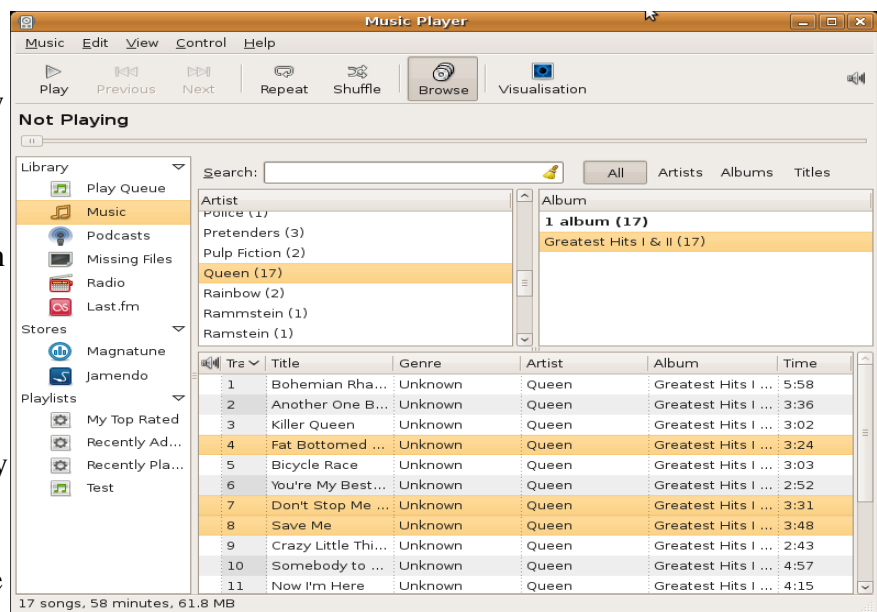 Music Player
Music Edit View Control Help
Play Previous Next Repeat Shuffle Browse Visualisation
Not Playing
Library
Play Queue
Music
Podcasts
Missing Files
Radio
Last.fm
Stores
Magnatune
Jamendo
Playlists
My Top Rated
Recently Ad...
Recently Pla...
Test
Search: All Artists Albums Titles
Artist
Police (1)
Pretenders (3)
Pulp Fiction (2)
Queen (17)
Rainbow (2)
Rammstein (1)
Ramstein (1)
Album
1 album (17)
Greatest Hits I & II (17)
Tra Title Genre Artist Album Time
1 Bohemian Rha... Unknown Queen Greatest Hits I ... 5:58
2 Another One B... Unknown Queen Greatest Hits I ... 3:36
3 Killer Queen Unknown Queen Greatest Hits I ... 3:02
4 Fat Bottomed ... Unknown Queen Greatest Hits I ... 3:24
5 Bicycle Race Unknown Queen Greatest Hits I ... 3:03
6 You're My Best... Unknown Queen Greatest Hits I ... 2:52
7 Don't Stop Me ... Unknown Queen Greatest Hits I ... 3:31
8 Save Me Unknown Queen Greatest Hits I ... 3:48
9 Crazy Little Thi... Unknown Queen Greatest Hits I ... 2:43
10 Somebody to ... Unknown Queen Greatest Hits I ... 4:57
11 Now I'm Here Unknown Queen Greatest Hits I ... 4:15
17 songs, 58 minutes, 61.8 MB